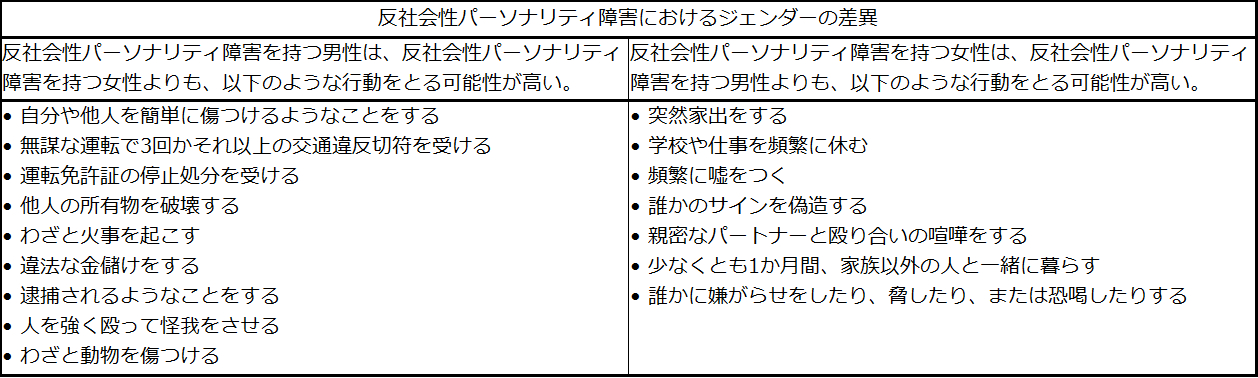 反社会性パーソナリティ障害におけるジェンダーの差異
反社会性パーソナリティ障害を持つ男性は、反社会性パーソナリティ
障害を持つ女性よりも、以下のような行動をとる可能性が高い。
反社会性パーソナリティ障害を持つ女性は、反社会性パーソナリティ
障害を持つ男性よりも、以下のような行動をとる可能性が高い。
• 自分や他人を簡単に傷つけるようなことをする
• 無謀な運転で3回かそれ以上の交通違反切符を受ける
• 運転免許証の停止処分を受ける
• 他人の所有物を破壊する
• わざと火事を起こす
• 違法な金儲けをする
• 逮捕されるようなことをする
• 人を強く殴って怪我をさせる
• わざと動物を傷つける
• 突然家出をする
• 学校や仕事を頻繁に休む
• 頻繁に嘘をつく
• 誰かのサインを偽造する
• 親密なパートナーと殴り合いの喧嘩をする
• 少なくとも1か月間、家族以外の人と一緒に暮らす
• 誰かに嫌がらせをしたり、脅したり、または恐喝したりする